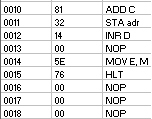 0010 81 ADD C
0011 32 STA adr
0012 14 INR D
0013 00 NOP
0014 5E MOV E, M
0015 76 HLT
0016 00 NOP
0017 00 NOP
0018 00 NOP